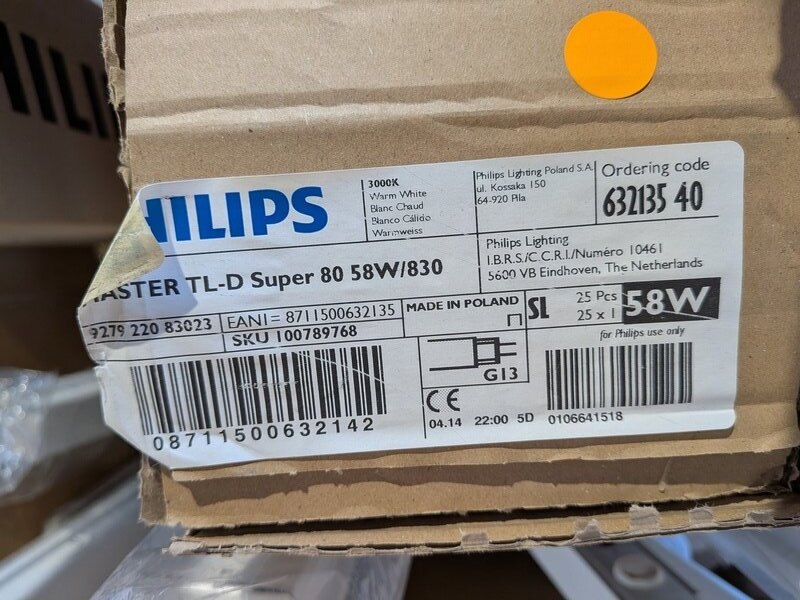 HILIPS
3000K
Warm White
Blanc Chaud
Blanco Cálido
Warmweiss
Philips Lighting Poland S.A.
ul. Kossaka 150
64-920 Piła
Ordering code
632135 40
MASTER TL-D Super 80 58W/830
Philips Lighting
I.B.R.S./C.C.R.I./Numéro 10461
5600 VB Eindhoven, The Netherlands
9279 220 83023
EAN1= 8711500632135
SKU 100789768
MADE IN POLAND
SL
25 Pcs
25 x 1
58W
for Philips use only
G13
CE
04.14 22:00 5D
08711500632142
0106641518